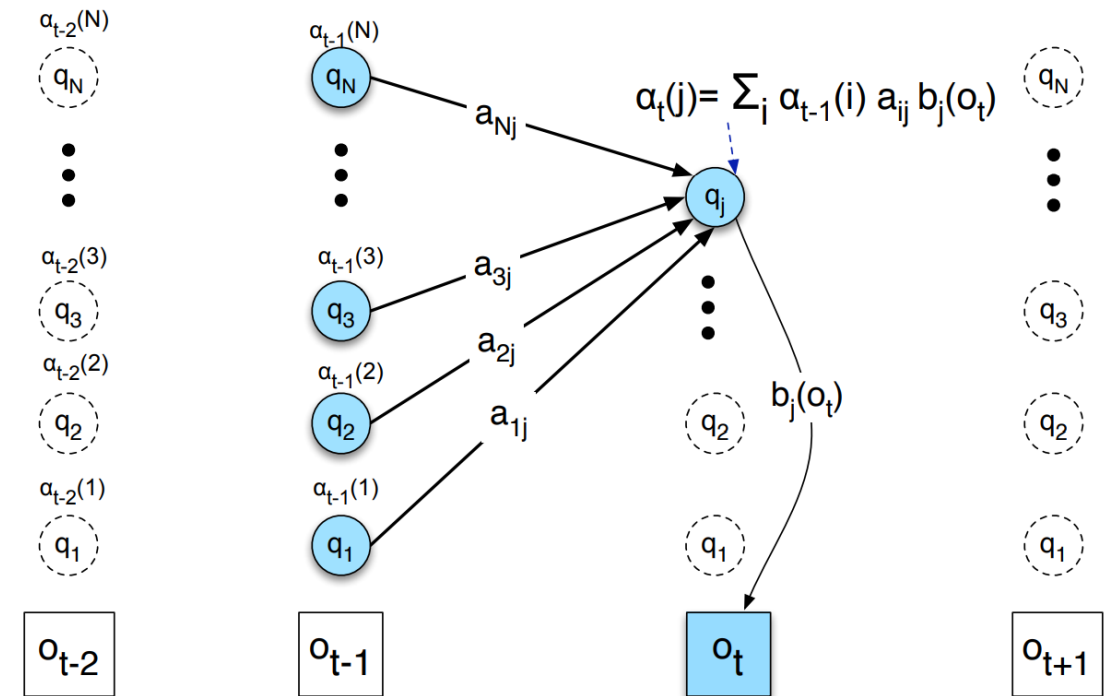 αt-2(N)
qN
αt-2(3)
q3
αt-2(2)
q2
αt-2(1)
q1
ot-2
αt-1(N)
qN
αt-1(3)
q3
αt-1(2)
q2
αt-1(1)
q1
ot-1
aNj
a3j
a2j
a1j
αt(j)= Σi αt-1(i) aij bj(ot)
qj
bj(ot)
q2
q1
ot
qN
q3
q2
q1
ot+1